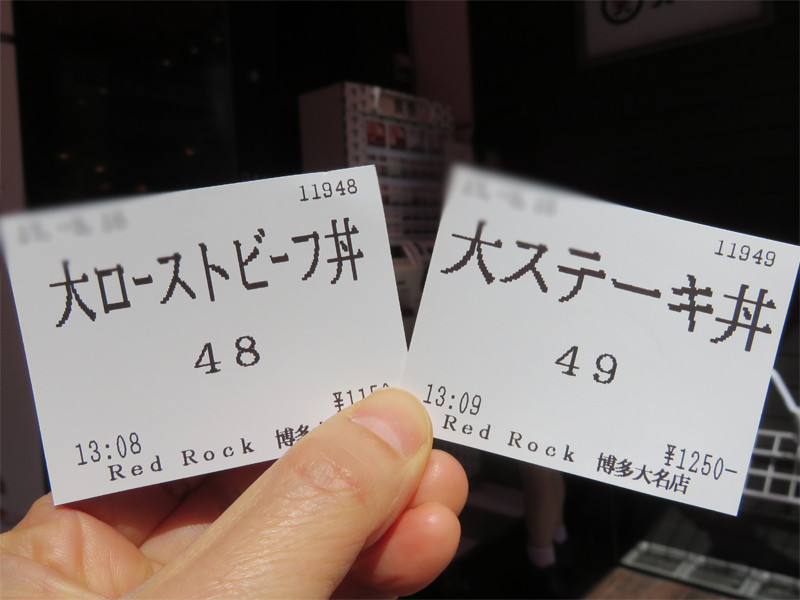 11948
大ローストビーフ丼
48
¥1150
13:08
Red Rock 博多
11949
大ステーキ丼
49
13:09
¥1250-
Red Rock 博多大名店